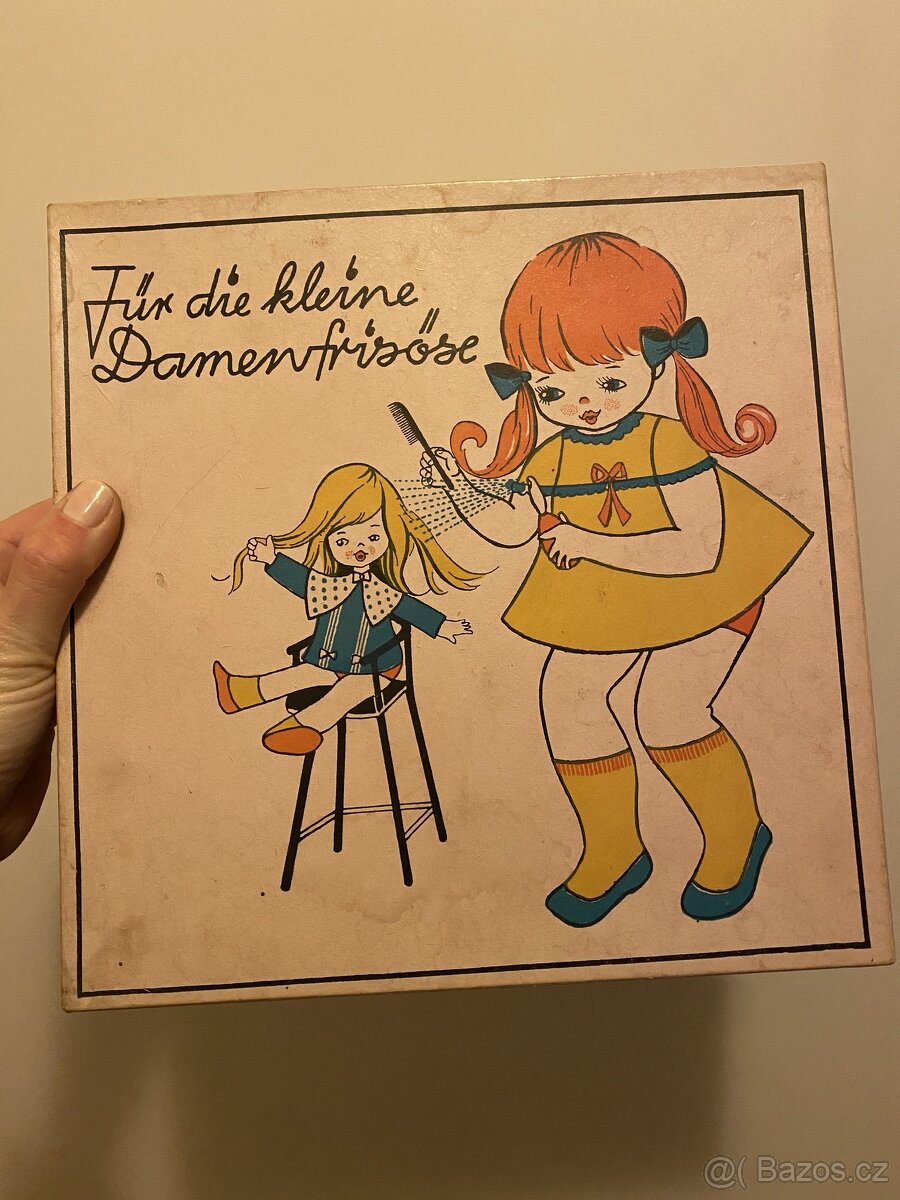 Für die kleine
Damenfrisöse
@( Bazos.cz